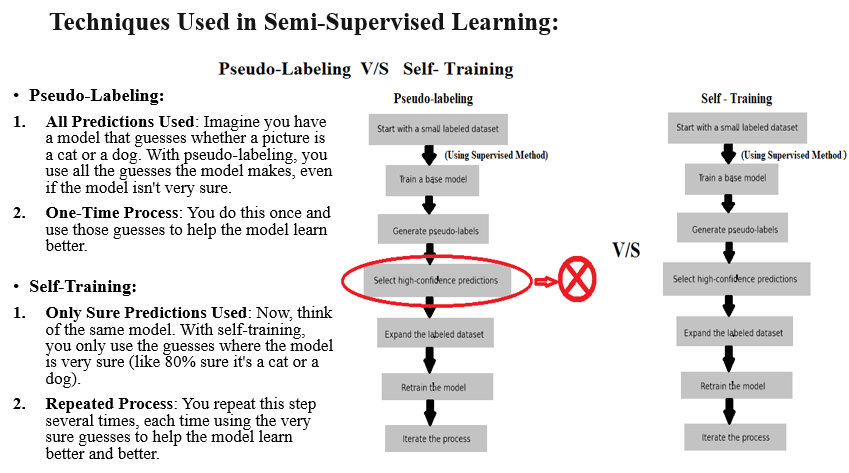 Techniques Used in Semi-Supervised Learning:
Pseudo-Labeling V/S Self- Training
• Pseudo-Labeling:
1. All Predictions Used: Imagine you have
a model that guesses whether a picture is
a cat or a dog. With pseudo-labeling, you
use all the guesses the model makes, even
if the model isn't very sure.
2. One-Time Process: You do this once and
use those guesses to help the model learn
better.
• Self-Training:
1. Only Sure Predictions Used: Now, think
of the same model. With self-training,
you only use the guesses where the model
is very sure (like 80% sure it's a cat or a
dog).
2. Repeated Process: You repeat this step
several times, each time using the very
sure guesses to help the model learn
better and better.
Pseudo-labeling
Start with a small labeled dataset
(Using Supervised Method)
Train a base model
Generate pseudo-labels
Select high-confidence predictions
Expand the labeled dataset
Retrain the model
Iterate the process
V/S
Self - Training
Start with a small labeled dataset
(Using Supervised Method)
Train a base model
Generate pseudo-labels
Select high-confidence predictions
Expand the labeled dataset
Retrain the model
Iterate the process